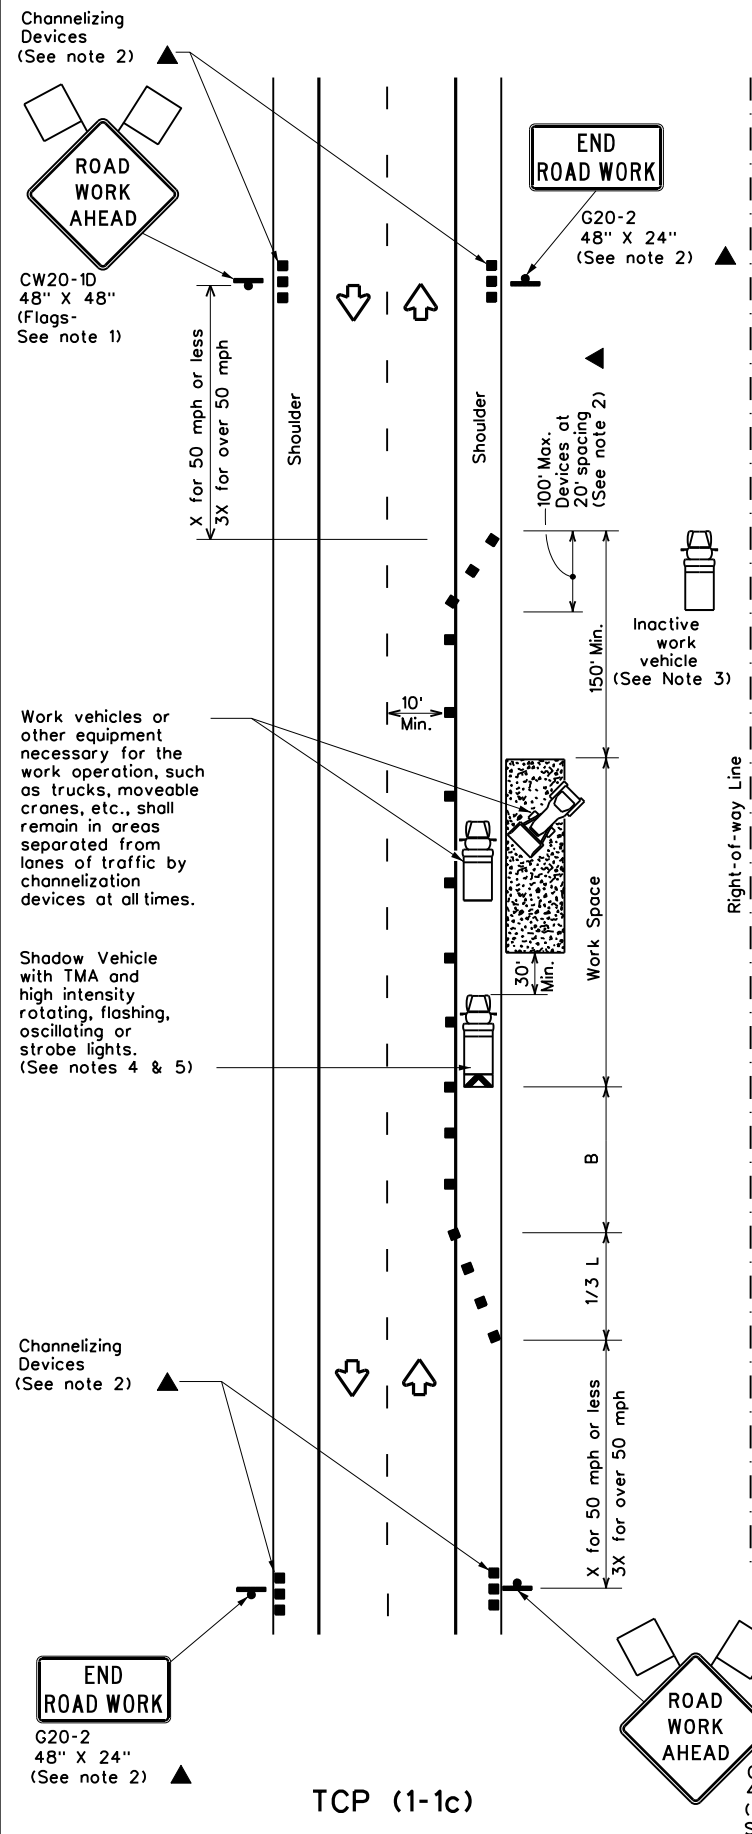 Channelizing
Devices
(See note 2)
ROAD
WORK
AHEAD
CW20-1D
48" X 48"
(Flags-
See note 1)
END
ROAD WORK
G20-2
48" X 24"
(See note 2)
X for 50 mph or less
3X for over 50 mph
Shoulder
Shoulder
100' Max.
Devices at
20' spacing
(See note 2)
150' Min.
Inactive
work
vehicle
(See Note 3)
10'
Min.
Work vehicles or
other equipment
necessary for the
work operation, such
as trucks, moveable
cranes, etc., shall
remain in areas
separated from
lanes of traffic by
channelization
devices at all times.
Right-of-way Line
Work Space
30'
Min.
Shadow Vehicle
with TMA and
high intensity
rotating, flashing,
oscillating or
strobe lights.
(See notes 4 & 5)
B
1/3 L
Channelizing
Devices
(See note 2)
X for 50 mph or less
3X for over 50 mph
END
ROAD WORK
G20-2
48" X 24"
(See note 2)
ROAD
WORK
AHEAD
TCP (1-1c)